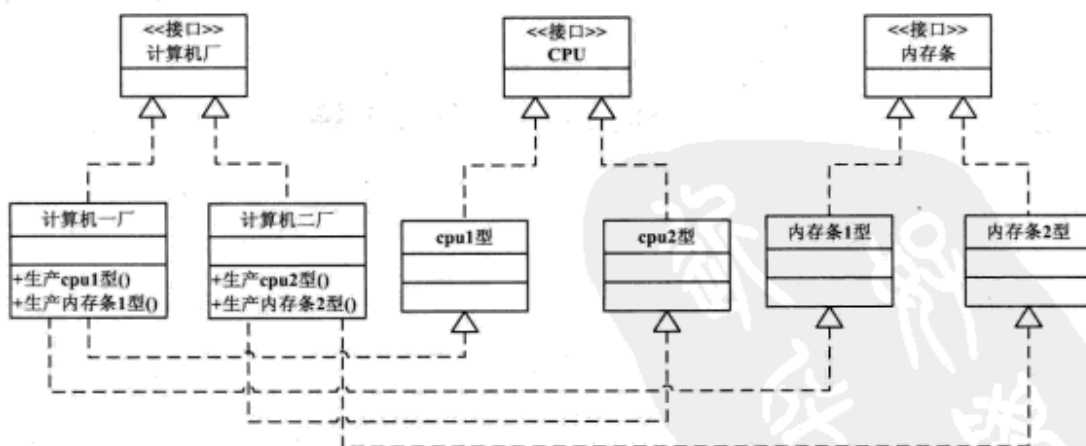 <<接口>>
计算机厂
<<接口>>
CPU
<<接口>>
内存条
计算机一厂
+生产cpu1型()
+生产内存条1型()
计算机二厂
+生产cpu2型()
+生产内存条2型()
cpu1型
cpu2型
内存条1型
内存条2型